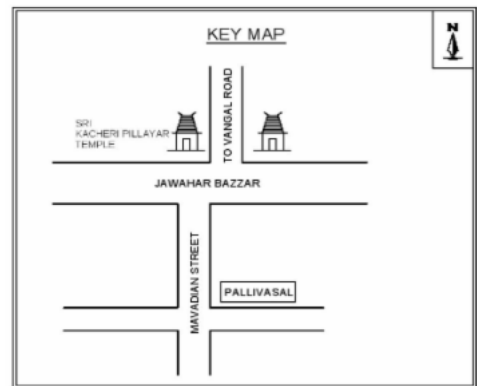 KEY MAP
N
SRI
KACHERI PILLAYAR
TEMPLE
TO VANGAL ROAD
JAWAHAR BAZZAR
MAVADIAN STREET
PALLIVASAL